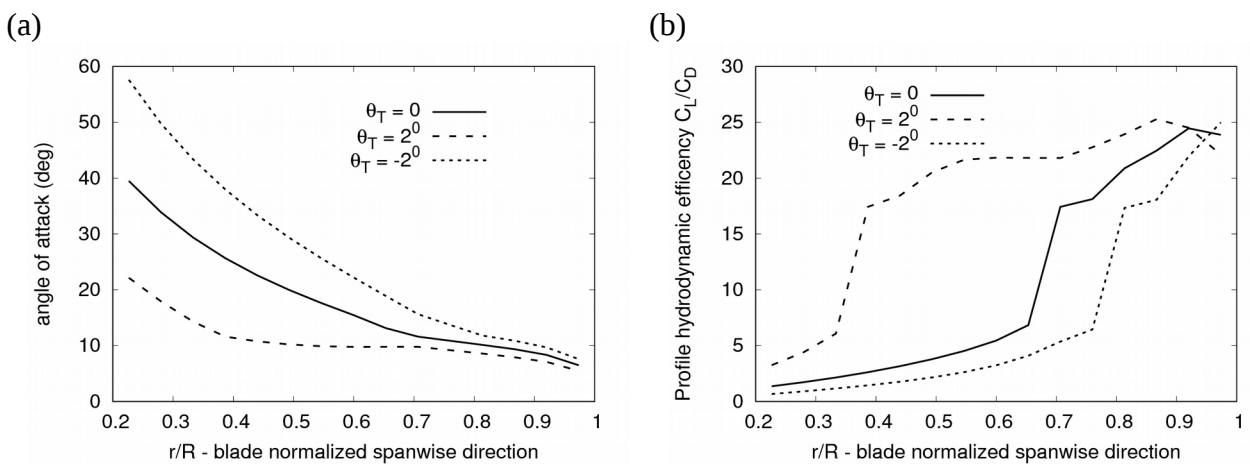 (a)
60
50
40
30
20
10
0
angle of attack (deg)
θT = 0
θT = 2⁰
θT = -2⁰
0.2 0.3 0.4 0.5 0.6 0.7 0.8 0.9 1
r/R - blade normalized spanwise direction
(b)
30
25
20
15
10
5
0
Profile hydrodynamic efficency CL/CD
θT = 0
θT = 2⁰
θT = -2⁰
0.2 0.3 0.4 0.5 0.6 0.7 0.8 0.9 1
r/R - blade normalized spanwise direction